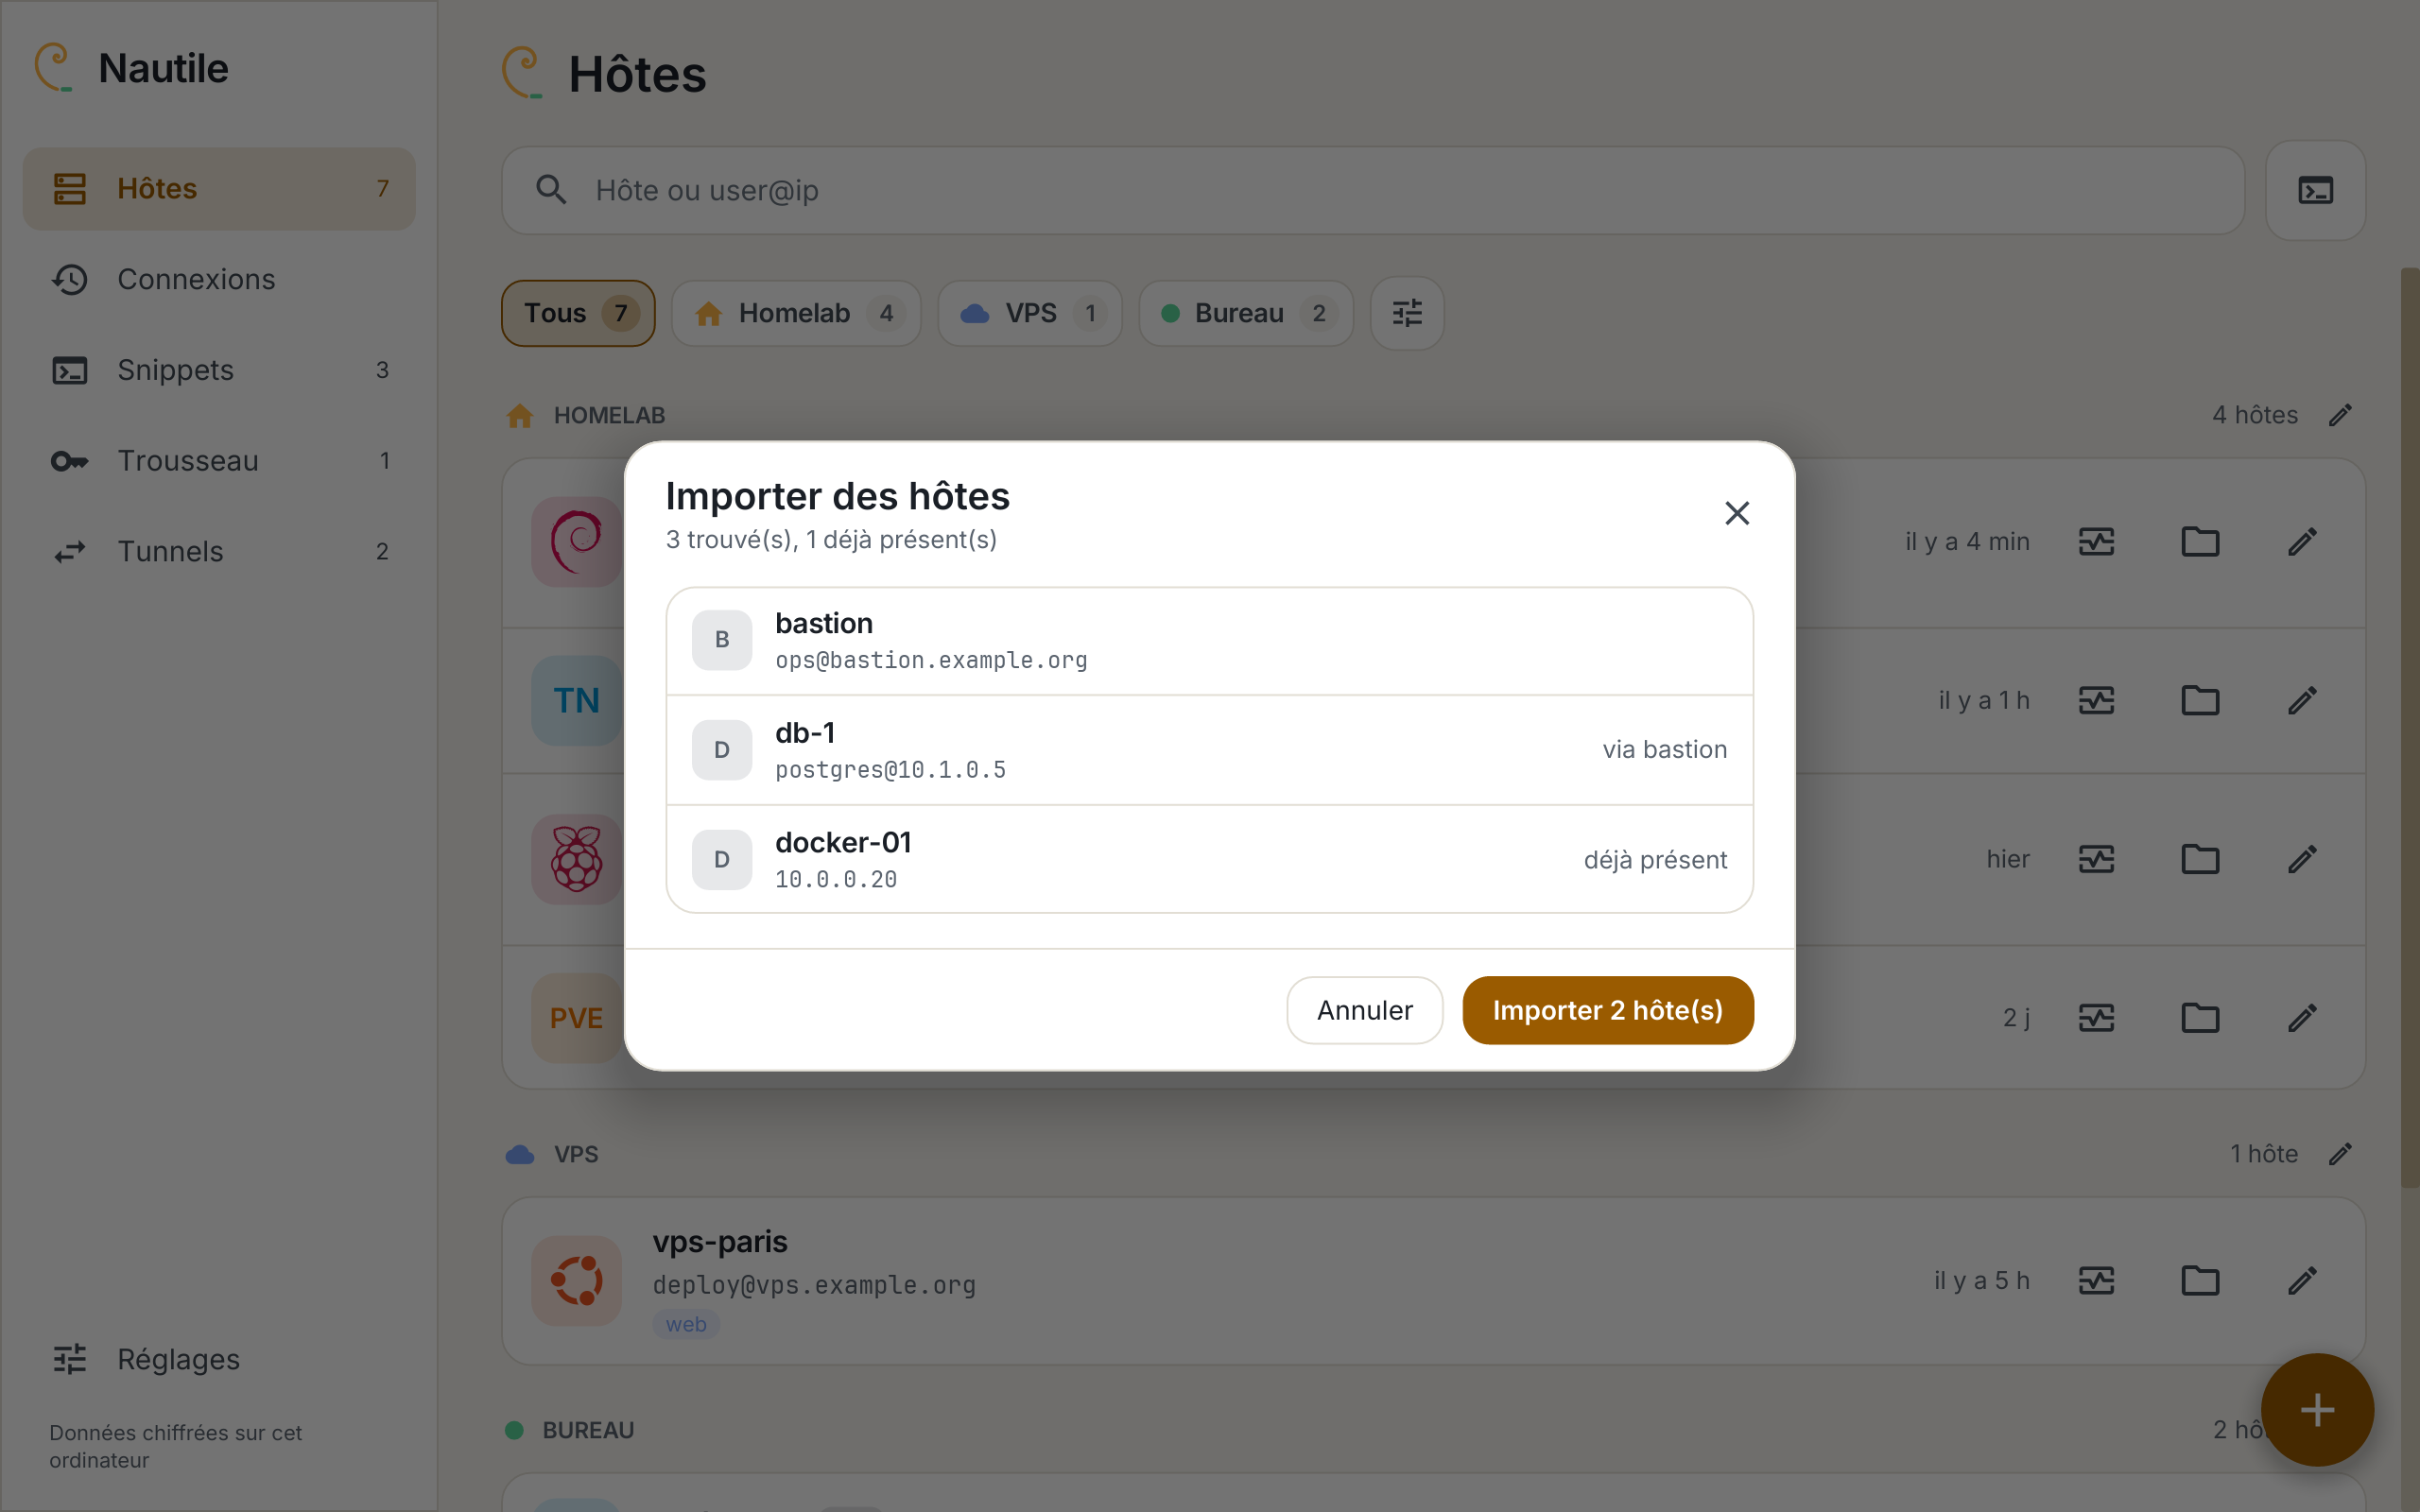 Nautile
Hôtes 7
Connexions
Snippets 3
Trousseau 1
Tunnels 2
Réglages
Données chiffrées sur cet
ordinateur
Hôtes
Hôte ou user@ip
Tous 7 Homelab 4 VPS 1 Bureau 2
HOMELAB 4 hôtes
il y a 4 min
TN il y a 1 h
hier
PVE 2 j
Importer des hôtes
3 trouvé(s), 1 déjà présent(s)
B bastion
ops@bastion.example.org
D db-1
postgres@10.1.0.5
via bastion
D docker-01
10.0.0.20
déjà présent
Annuler Importer 2 hôte(s)
VPS 1 hôte
vps-paris
deploy@vps.example.org
web
il y a 5 h
BUREAU 2